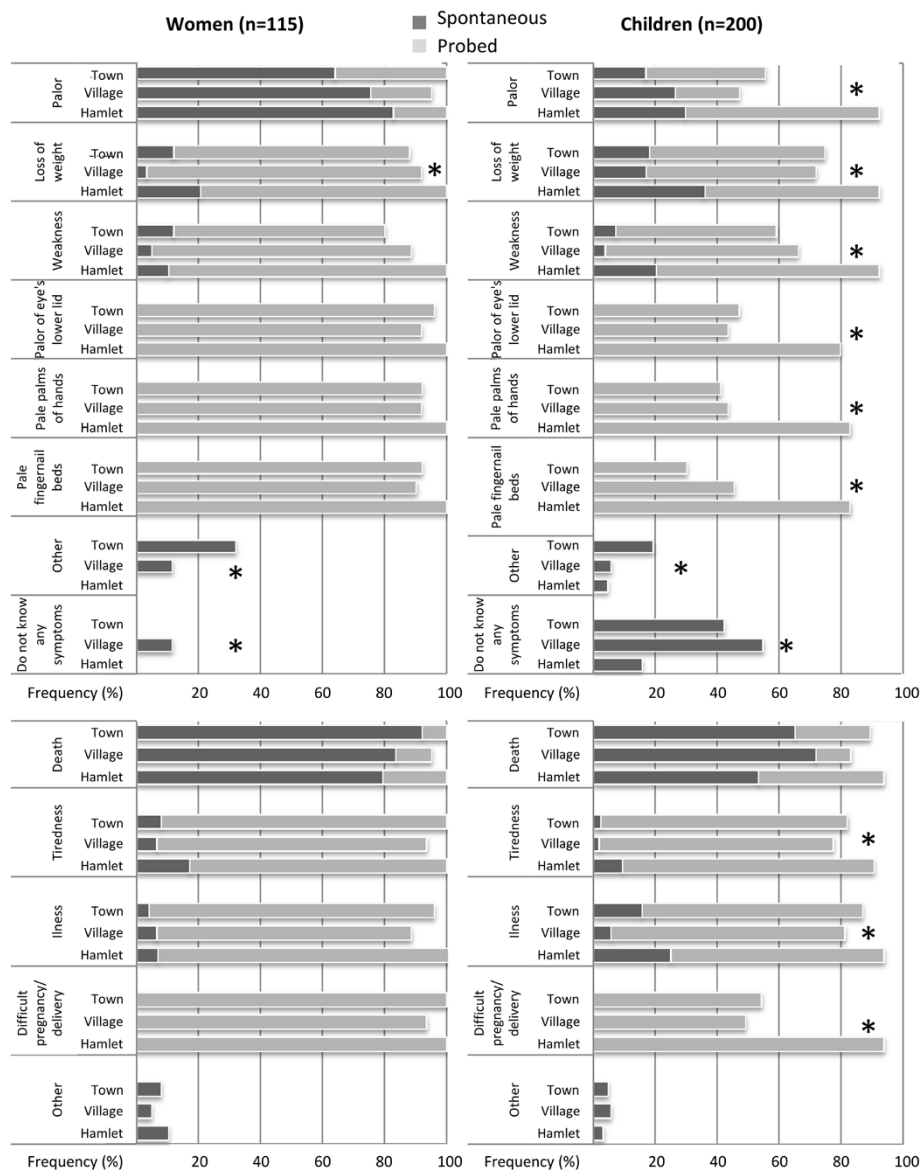 Women (n=115)
Spontaneous
Probed
Children (n=200)
Palor
Town
Village
Hamlet
Loss of
weight
Town
Village
Hamlet
*
Weakness
Town
Village
Hamlet
Palor of eye's
lower lid
Town
Village
Hamlet
Pale palms
of hands
Town
Village
Hamlet
Pale
fingernail
beds
Town
Village
Hamlet
Other
Town
Village
Hamlet
*
Do not know
any
symptoms
Town
Village
Hamlet
*
Frequency (%) 20 40 60 80 100
Palor
Town
Village
Hamlet
*
Loss of
weight
Town
Village
Hamlet
*
Weakness
Town
Village
Hamlet
*
Palor of eye's
lower lid
Town
Village
Hamlet
*
Pale palms
of hands
Town
Village
Hamlet
*
Pale fingernail
beds
Town
Village
Hamlet
*
Other
Town
Village
Hamlet
*
Do not know
any
symptoms
Town
Village
Hamlet
*
Frequency (%) 20 40 60 80 100
Death
Town
Village
Hamlet
Tiredness
Town
Village
Hamlet
Illness
Town
Village
Hamlet
Difficult
pregnancy/
delivery
Town
Village
Hamlet
Other
Town
Village
Hamlet
Frequency (%) 20 40 60 80 100
Death
Town
Village
Hamlet
Tiredness
Town
Village
Hamlet
*
Illness
Town
Village
Hamlet
*
Difficult
pregnancy/
delivery
Town
Village
Hamlet
*
Other
Town
Village
Hamlet
Frequency (%) 20 40 60 80 100